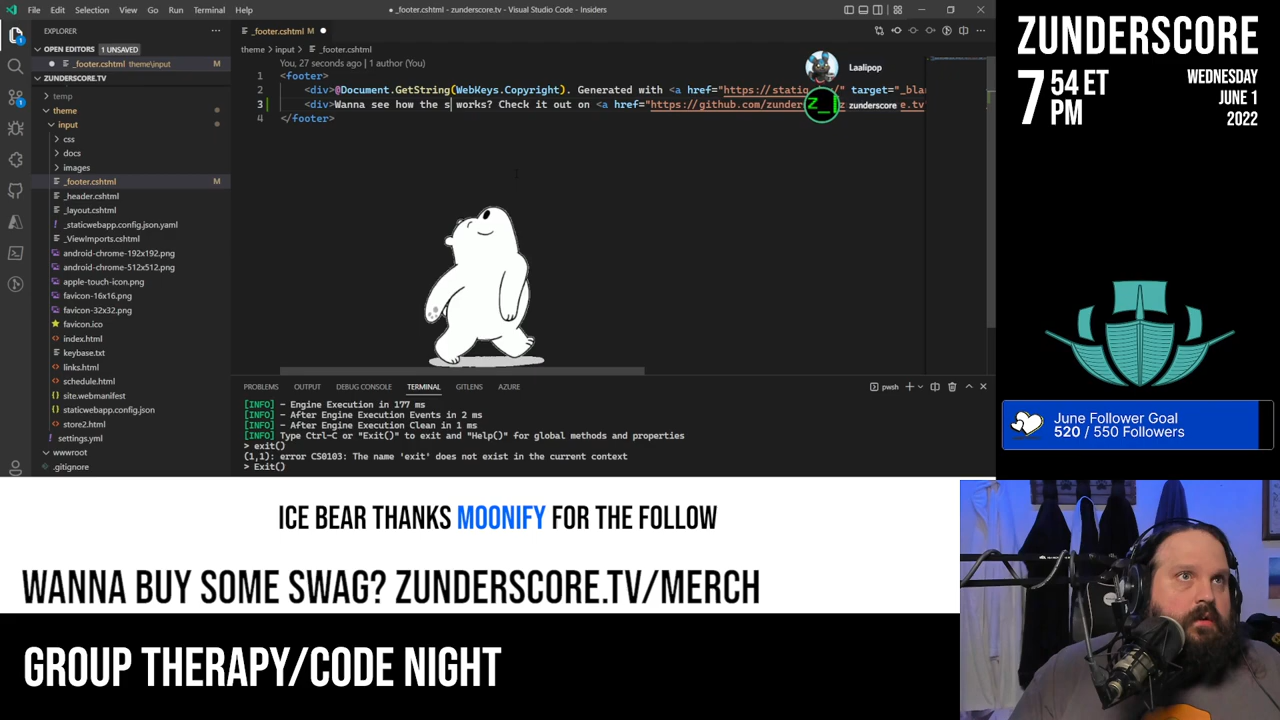 File Edit Selection View Go Run Terminal
● _footer.cshtml - zunderscore.tv - Visual Studio Code - Insiders
EXPLORER
OPEN EDITORS 1 UNSAVED
_footer.cshtml theme\input M
ZUNDERSCORE.TV
temp
theme
input
css
docs
images
_footer.cshtml M
_header.cshtml
_layout.cshtml
_staticwebapp.config.json.yaml
_ViewImports.cshtml
android-chrome-192x192.png
android-chrome-512x512.png
apple-touch-icon.png
favicon-16x16.png
favicon-32x32.png
favicon.ico
index.html
keybase.txt
links.html
schedule.html
site.webmanifest
staticwebapp.config.json
store2.html
settings.yml
wwwroot
.gitignore
_footer.cshtml M ●
theme > input > _footer.cshtml
You, 27 seconds ago | 1 author (You)
1 <footer>
2 <div>@Document.GetString(WebKeys.Copyright). Generated with <a href="https://statiq /" target="_bla
3 <div>Wanna see how the s works? Check it out on <a href="https://github.com/zunder e.tv"
4 </footer>
Laalipop
z_
zunderscore
PROBLEMS OUTPUT DEBUG CONSOLE TERMINAL GITLENS AZURE
pwsh
[INFO] - Engine Execution in 177 ms
[INFO] - After Engine Execution Events in 2 ms
[INFO] - After Engine Execution Clean in 1 ms
[INFO] Type Ctrl-C or "Exit()" to exit and "Help()" for global methods and properties
> exit()
(1,1): error CS0103: The name 'exit' does not exist in the current context
> Exit()
ZUNDERSCORE
7 54 ET PM
WEDNESDAY
JUNE 1
2022
June Follower Goal
520 / 550 Followers
ICE BEAR THANKS MOONIFY FOR THE FOLLOW
WANNA BUY SOME SWAG? ZUNDERSCORE.TV/MERCH
GROUP THERAPY/CODE NIGHT